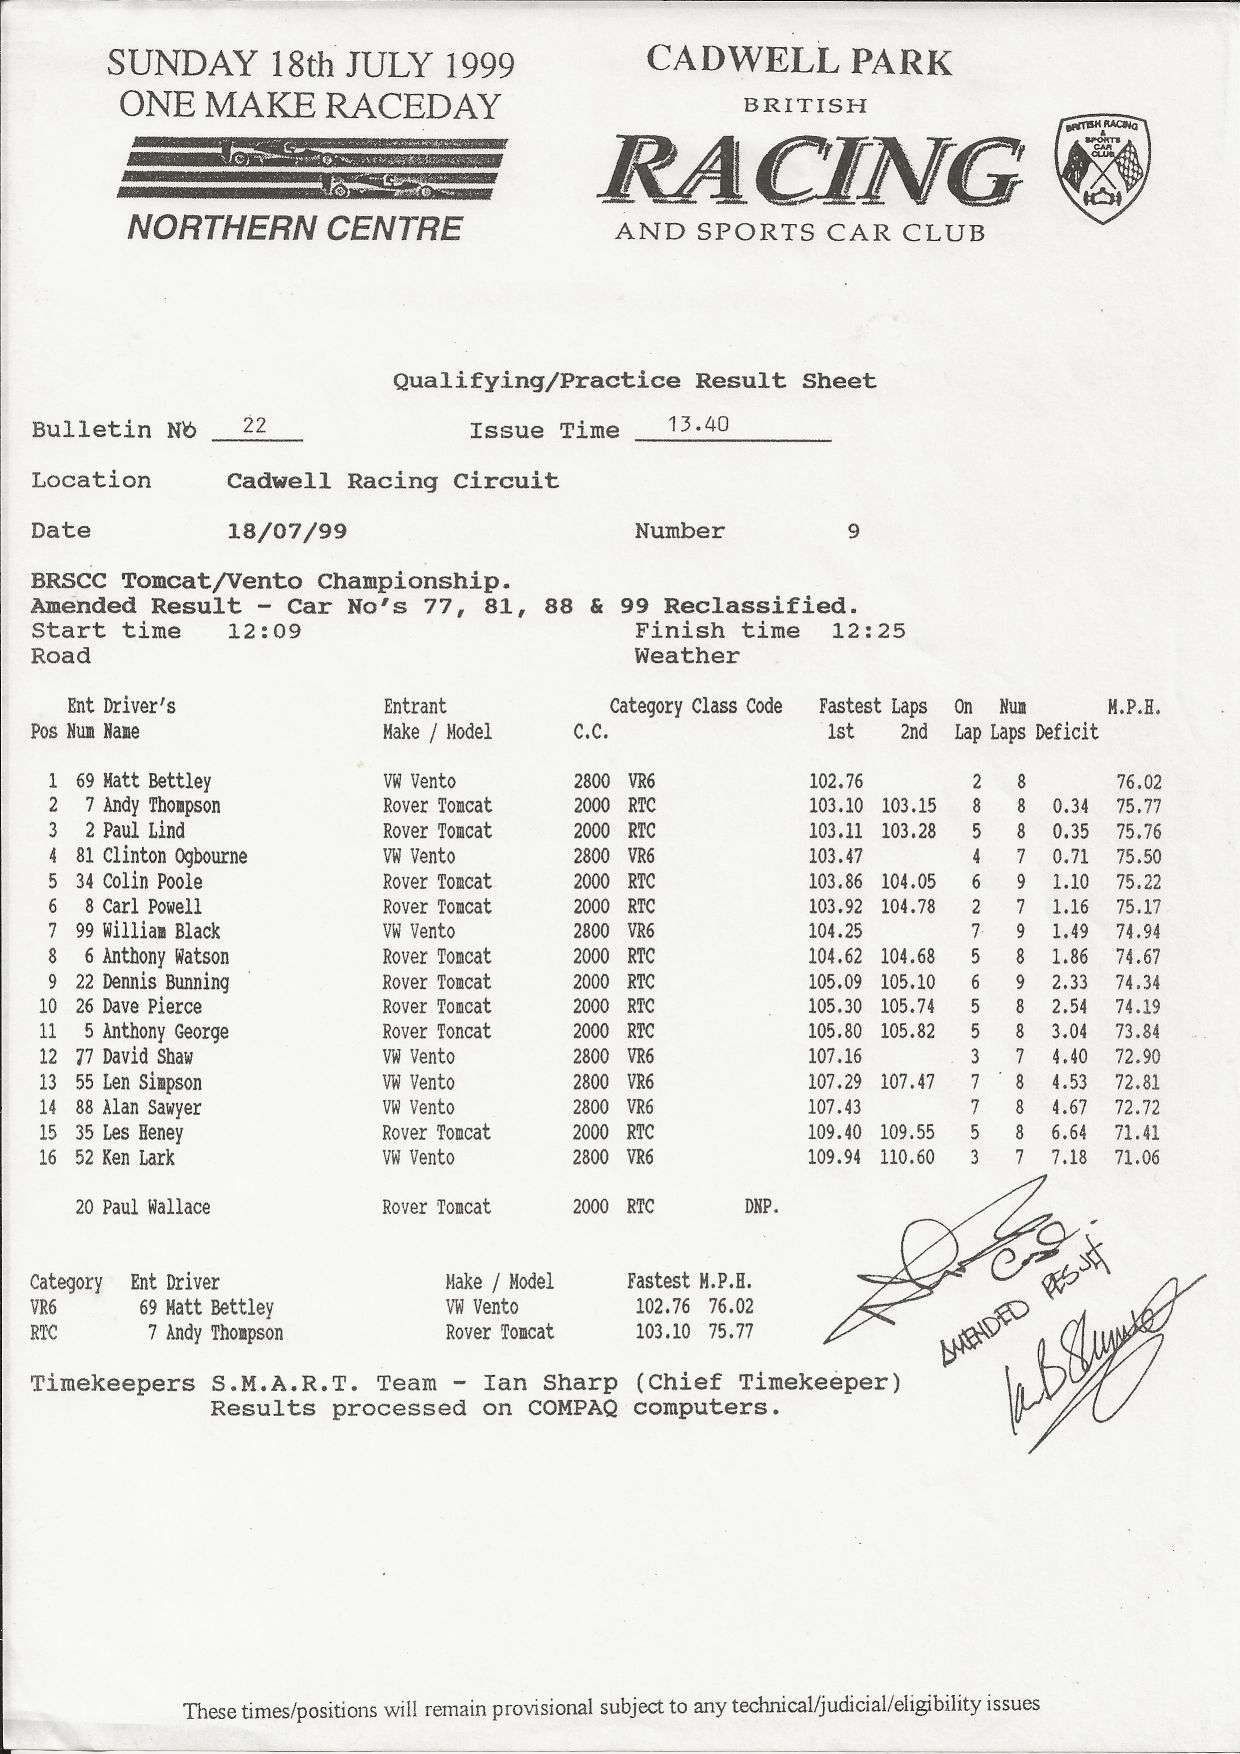 SUNDAY 18th JULY 1999
ONE MAKE RACEDAY
NORTHERN CENTRE
CADWELL PARK
BRITISH
RACING
AND SPORTS CAR CLUB
BRITISH RACING
&
SPORTS
CAR
CLUB
Qualifying/Practice Result Sheet
Bulletin No 22 Issue Time 13.40
Location Cadwell Racing Circuit
Date 18/07/99 Number 9
BRSCC Tomcat/Vento Championship.
Amended Result - Car No's 77, 81, 88 & 99 Reclassified.
Start time 12:09 Finish time 12:25
Road Weather
Ent Driver's Entrant Category Class Code Fastest Laps On Num M.P.H.
Pos Num Name Make / Model C.C. 1st 2nd Lap Laps Deficit
1 69 Matt Bettley VW Vento 2800 VR6 102.76 2 8 76.02
2 7 Andy Thompson Rover Tomcat 2000 RTC 103.10 103.15 8 8 0.34 75.77
3 2 Paul Lind Rover Tomcat 2000 RTC 103.11 103.28 5 8 0.35 75.76
4 81 Clinton Ogbourne VW Vento 2800 VR6 103.47 4 7 0.71 75.50
5 34 Colin Poole Rover Tomcat 2000 RTC 103.86 104.05 6 9 1.10 75.22
6 8 Carl Powell Rover Tomcat 2000 RTC 103.92 104.78 2 7 1.16 75.17
7 99 William Black VW Vento 2800 VR6 104.25 7 9 1.49 74.94
8 6 Anthony Watson Rover Tomcat 2000 RTC 104.62 104.68 5 8 1.86 74.67
9 22 Dennis Bunning Rover Tomcat 2000 RTC 105.09 105.10 6 9 2.33 74.34
10 26 Dave Pierce Rover Tomcat 2000 RTC 105.30 105.74 5 8 2.54 74.19
11 5 Anthony George Rover Toncat 2000 RTC 105.80 105.82 5 8 3.04 73.84
12 77 David Shaw VW Vento 2800 VR6 107.16 3 7 4.40 72.90
13 55 Len Simpson VW Vento 2800 VR6 107.29 107.47 7 8 4.53 72.81
14 88 Alan Sawyer VW Vento 2800 VR6 107.43 7 8 4.67 72.72
15 35 Les Heney Rover Tomcat 2000 RTC 109.40 109.55 5 8 6.64 71.41
16 52 Ken Lark VW Vento 2800 VR6 109.94 110.60 3 7 7.18 71.06
20 Paul Wallace Rover Tomcat 2000 RTC DNP.
Category Ent Driver Make / Model Fastest M.P.H.
VR6 69 Matt Bettley VW Vento 102.76 76.02
RTC 7 Andy Thompson Rover Tomcat 103.10 75.77
AMENDED RESULT
Timekeepers S.M.A.R.T. Team - Ian Sharp (Chief Timekeeper)
Results processed on COMPAQ computers.
These times/positions will remain provisional subject to any technical/judicial/eligibility issues